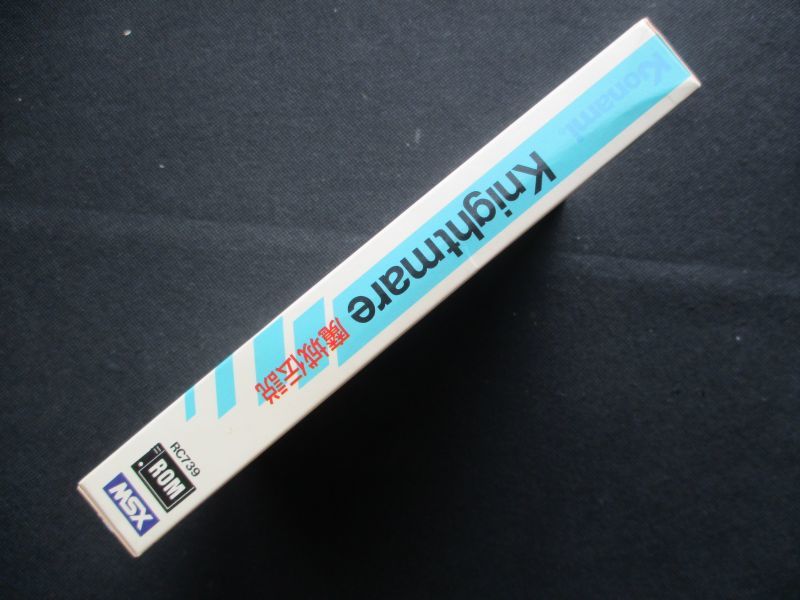 Konami
Knightmare 魔城伝説
RC739
ROM
MSX